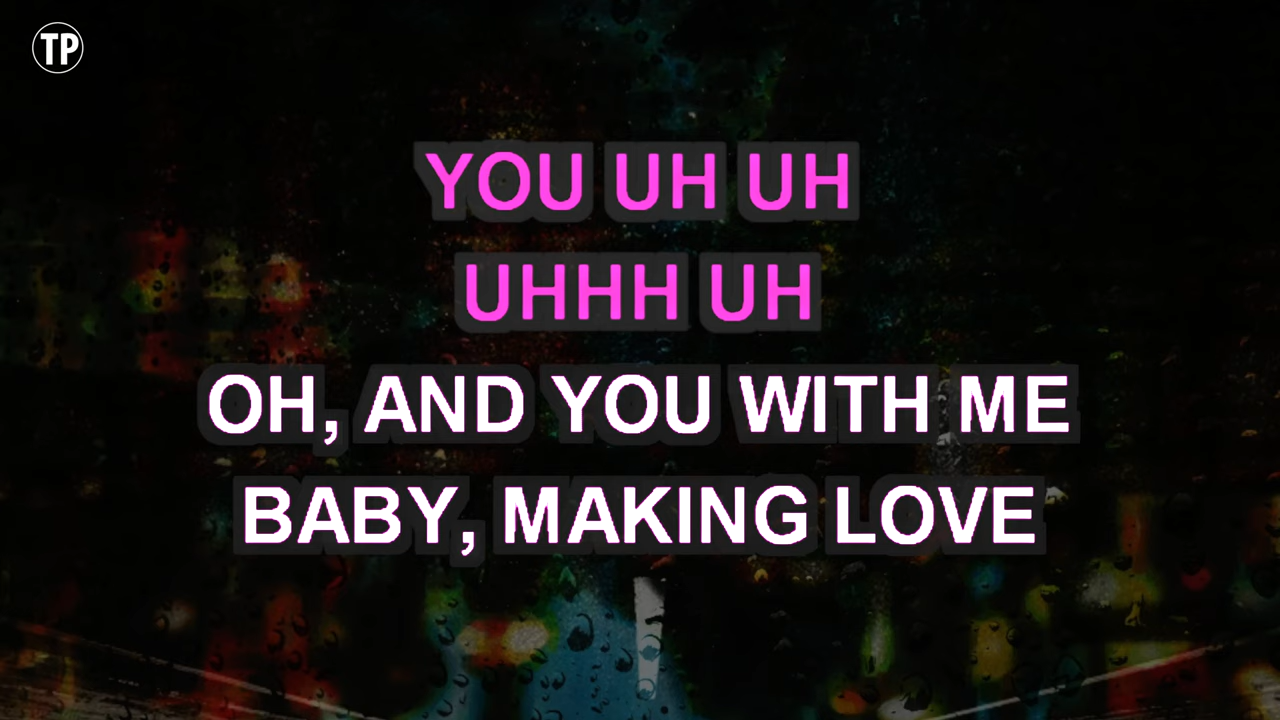 TP
YOU UH UH
UHHH UH
OH, AND YOU WITH ME
BABY, MAKING LOVE